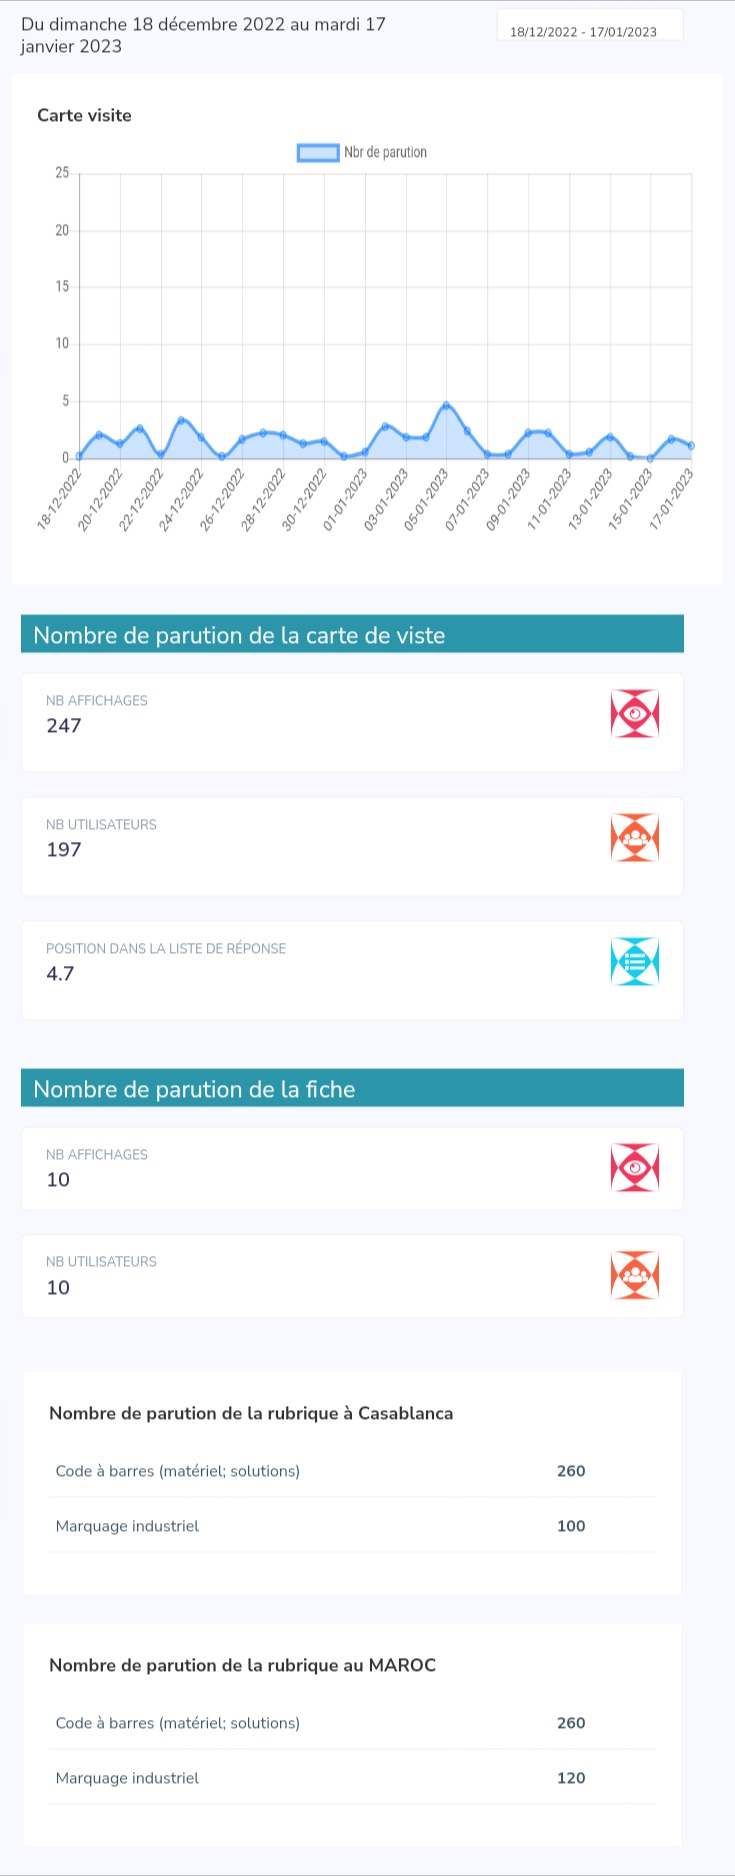 Du dimanche 18 décembre 2022 au mardi 17
janvier 2023
18/12/2022 - 17/01/2023
Carte visite
Nbr de parution
25
20
15
10
5
0
18-12-2022
20-12-2022
22-12-2022
24-12-2022
26-12-2022
28-12-2022
30-12-2022
01-01-2023
03-01-2023
05-01-2023
07-01-2023
09-01-2023
11-01-2023
13-01-2023
15-01-2023
17-01-2023
Nombre de parution de la carte de viste
NB AFFICHAGES
247
NB UTILISATEURS
197
POSITION DANS LA LISTE DE RÉPONSE
4.7
Nombre de parution de la fiche
NB AFFICHAGES
10
NB UTILISATEURS
10
Nombre de parution de la rubrique à Casablanca
Code à barres (matériel; solutions) 260
Marquage industriel 100
Nombre de parution de la rubrique au MAROC
Code à barres (matériel; solutions) 260
Marquage industriel 120